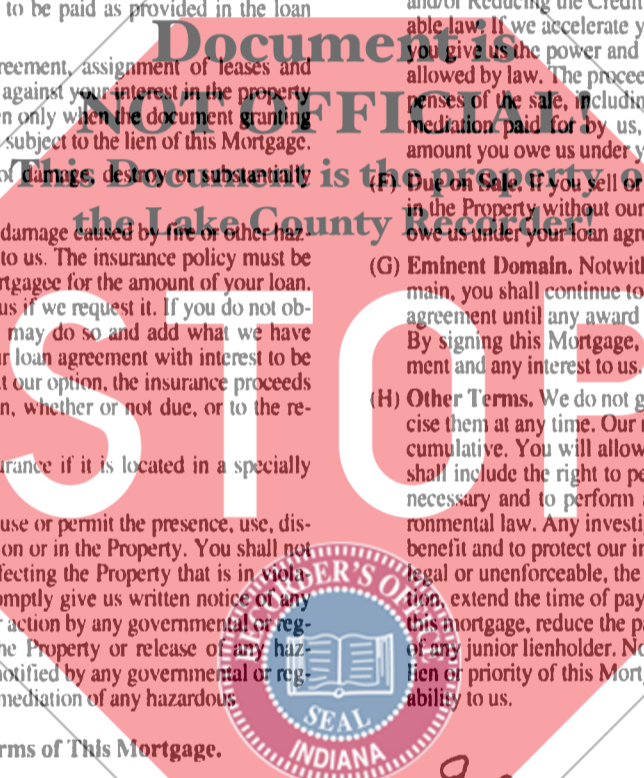 to be paid as provided in the loan
reement, assignment of leases and
against your interest in the property
n only when the document granting
subject to the lien of this Mortgage.
of damage, destroy or substantially
damage caused by fire or other haz-
to us. The insurance policy must be
rtgagee for the amount of your loan.
us if we request it. If you do not ob-
may do so and add what we have
r loan agreement with interest to be
t our option, the insurance proceeds
n, whether or not due, or to the re-
urance if it is located in a specially
use or permit the presence, use, dis-
on or in the Property. You shall not
fecting the Property that is in viola-
omptly give us written notice of any
action by any governmental or reg-
he Property or release of any haz-
notified by any governmental or reg-
mediation of any hazardous
rms of This Mortgage.
and/or Reducing the Credit
able law. If we accelerate y
you give us the power and
allowed by law. The procee
penses of the sale, includin
mediation paid for by us,
amount you owe us under y
(F) Due on Sale. If you sell or
in the Property without our
owe us under your loan agre
(G) Eminent Domain. Notwith
main, you shall continue to
agreement until any award
By signing this Mortgage,
ment and any interest to us.
(H) Other Terms. We do not g
cise them at any time. Our r
cumulative. You will allow
shall include the right to pe
necessary and to perform
ronmental law. Any investi
benefit and to protect our in
legal or unenforceable, the
tion, extend the time of pay
this mortgage, reduce the pa
of any junior lienholder. No
lien or priority of this Mort
ability to us.
Document is
NOT OFFICIAL
This Document is the property o
the Lake County Recorder!
STOP
RECORDER'S OFFICE
SEAL
INDIANA